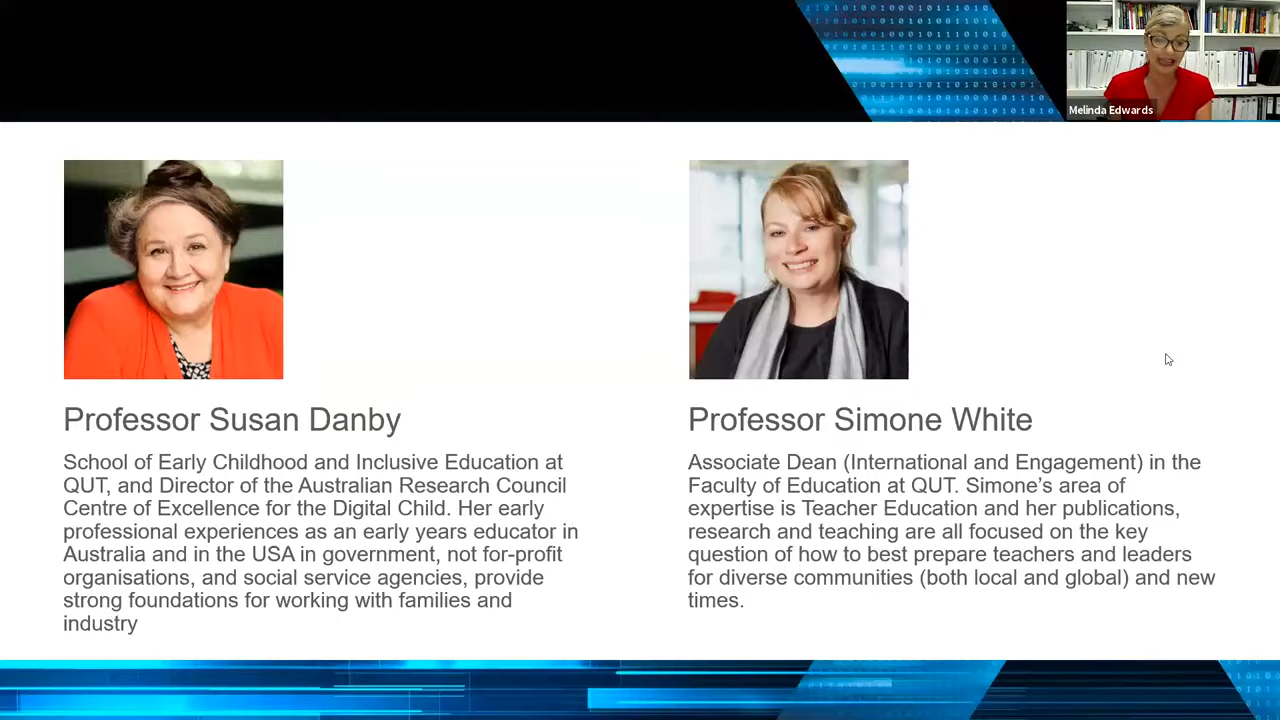 Melinda Edwards
Professor Susan Danby
School of Early Childhood and Inclusive Education at
QUT, and Director of the Australian Research Council
Centre of Excellence for the Digital Child. Her early
professional experiences as an early years educator in
Australia and in the USA in government, not for-profit
organisations, and social service agencies, provide
strong foundations for working with families and
industry
Professor Simone White
Associate Dean (International and Engagement) in the
Faculty of Education at QUT. Simone’s area of
expertise is Teacher Education and her publications,
research and teaching are all focused on the key
question of how to best prepare teachers and leaders
for diverse communities (both local and global) and new
times.